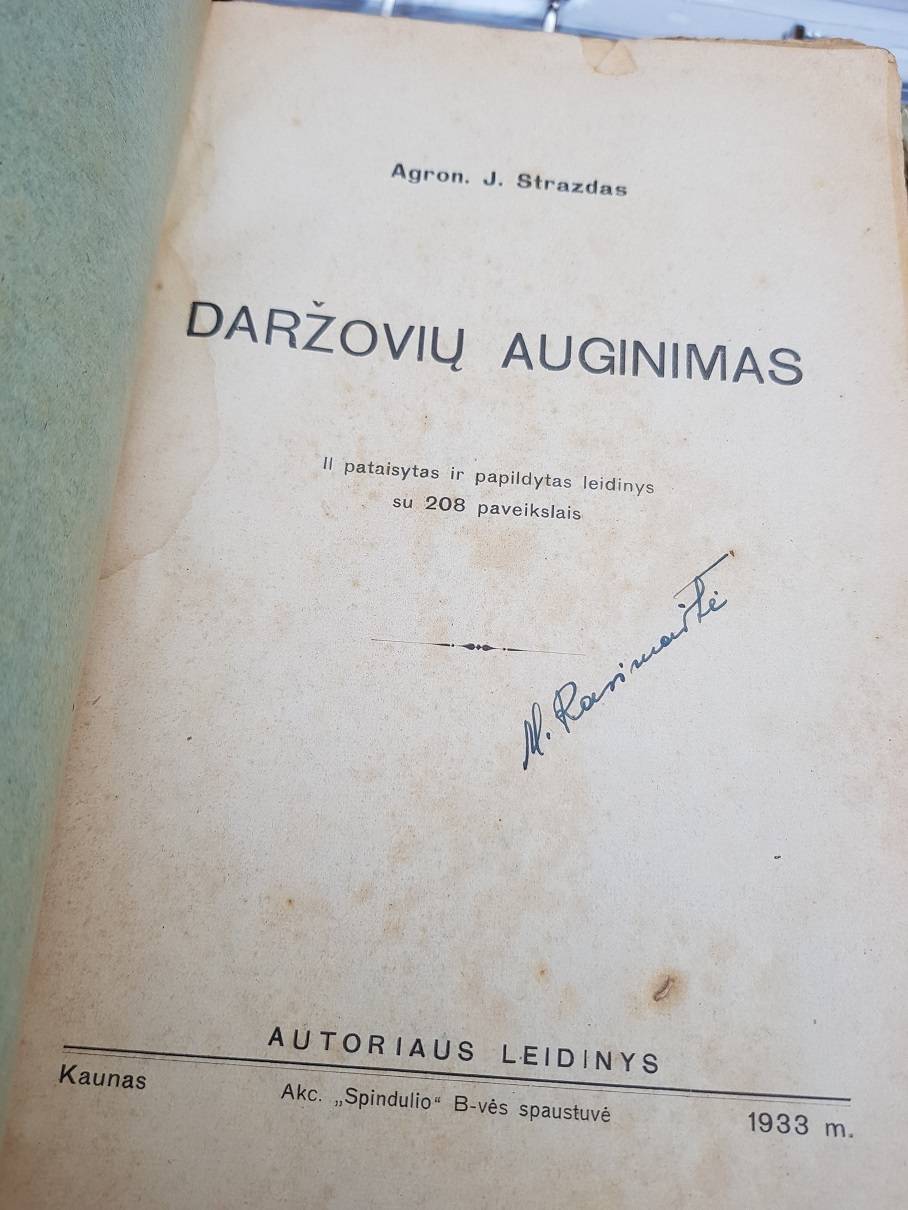 Agron. J. Strazdas
DARŽOVIŲ AUGINIMAS
II pataisytas ir papildytas leidinys
su 208 paveikslais
AUTORIAUS LEIDINYS
Kaunas Akc. „Spindulio“ B-vės spaustuvė 1933 m.